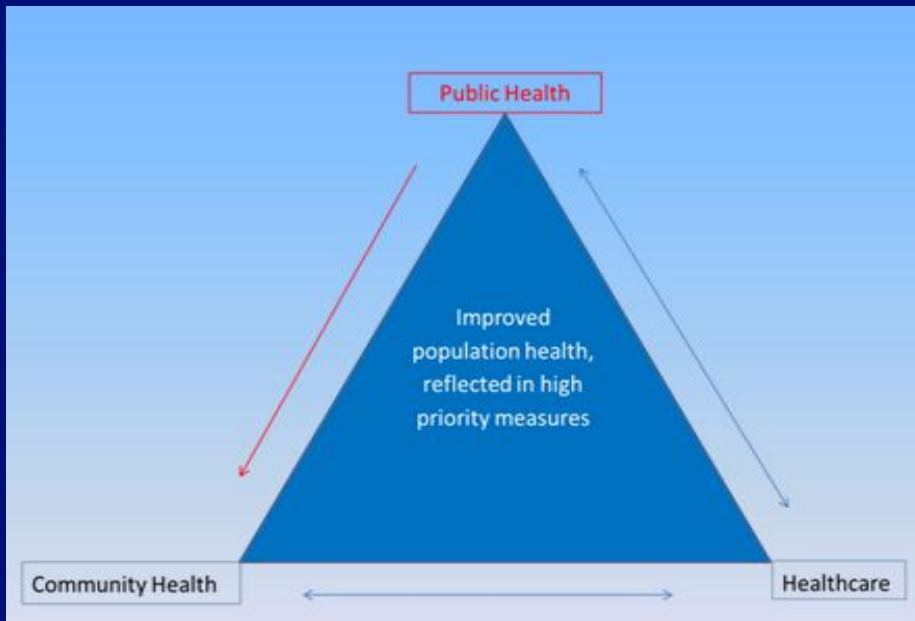 Public Health
Improved
population health,
reflected in high
priority measures
Community Health
Healthcare